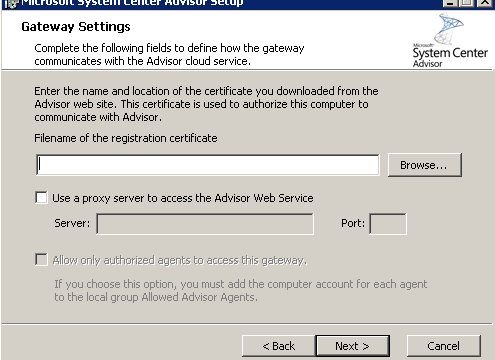 Microsoft System Center Advisor Setup
Gateway Settings
Complete the following fields to define how the gateway
communicates with the Advisor cloud service.
Microsoft
System Center
Advisor
Enter the name and location of the certificate you downloaded from the
Advisor web site. This certificate is used to authorize this computer to
communicate with Advisor.
Filename of the registration certificate
Browse...
Use a proxy server to access the Advisor Web Service
Server:
Port:
Allow only authorized agents to access this gateway.
If you choose this option, you must add the computer account for each agent
to the local group Allowed Advisor Agents.
< Back
Next >
Cancel